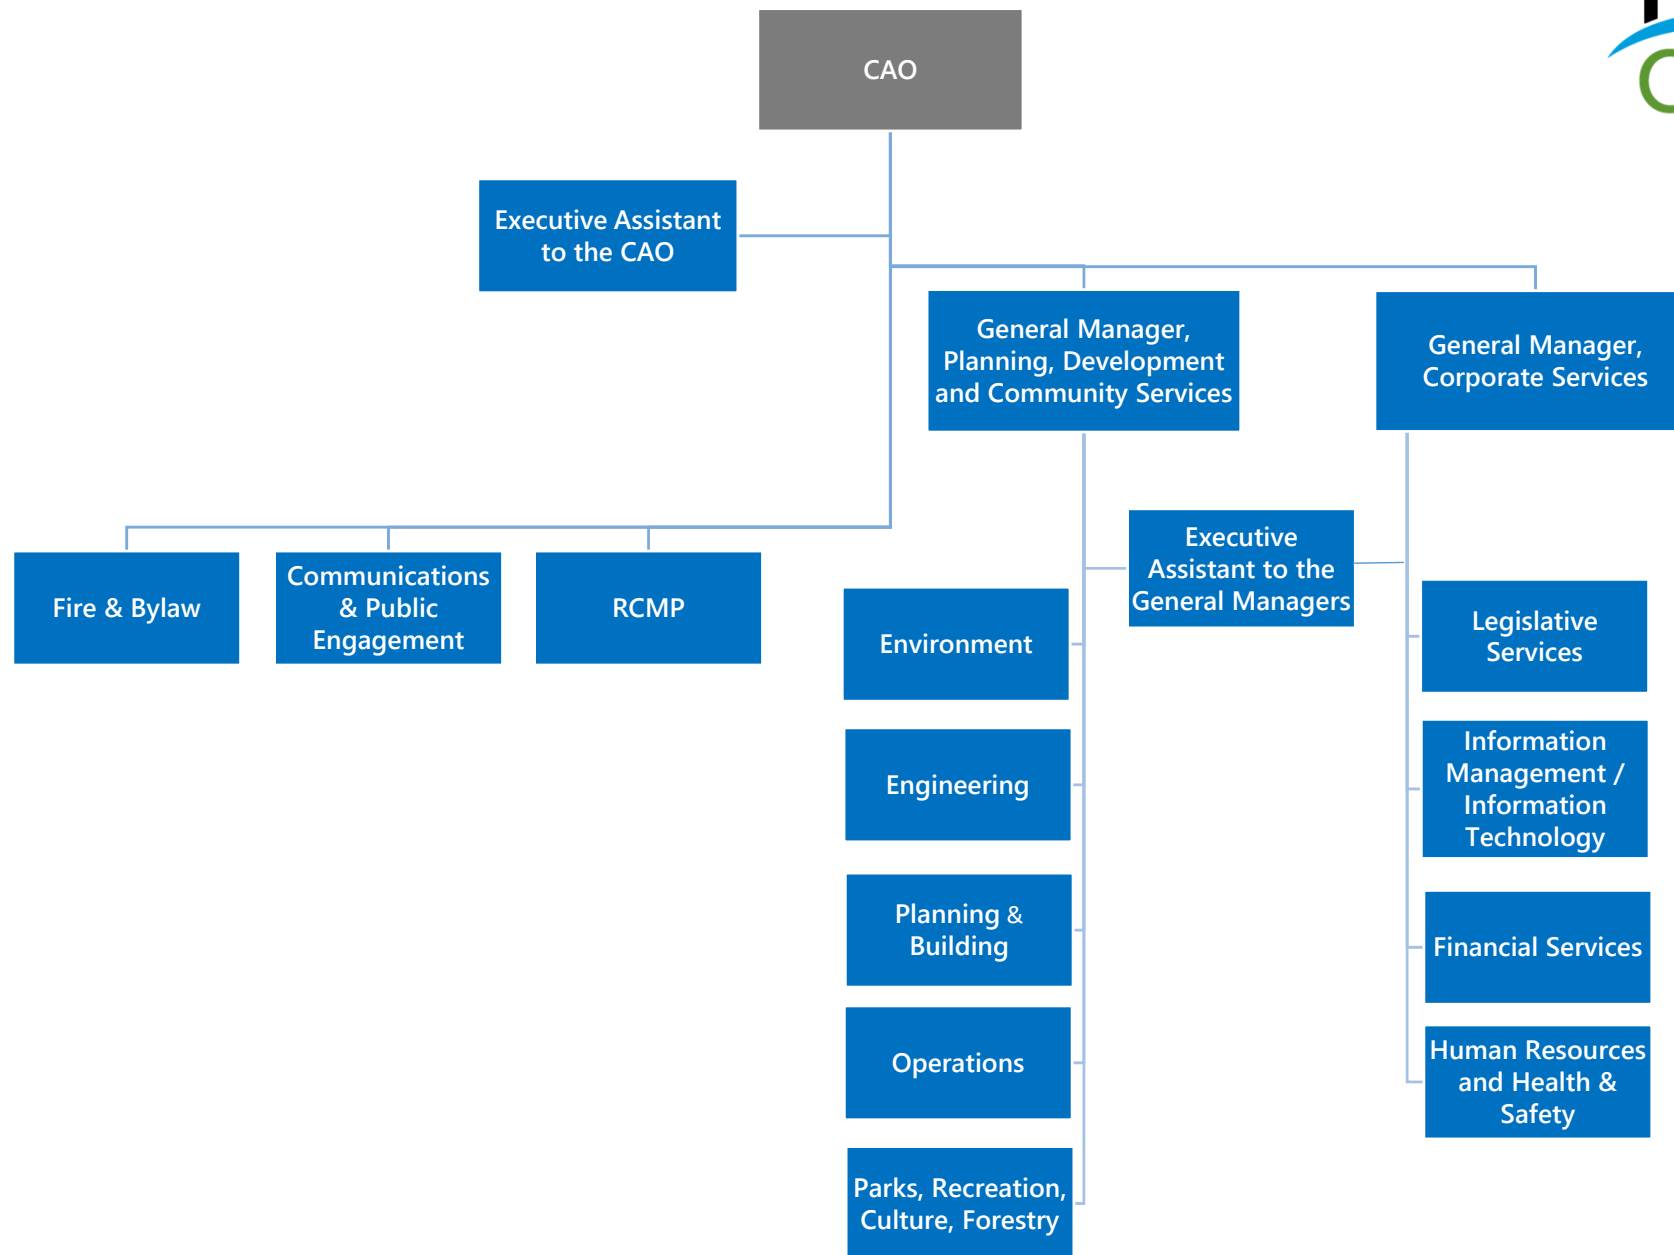 CAO
Executive Assistant
to the CAO
General Manager,
Planning, Development
and Community Services
General Manager,
Corporate Services
Executive
Assistant to the
General Managers
Fire & Bylaw
Communications
& Public
Engagement
RCMP
Environment
Engineering
Planning &
Building
Operations
Parks, Recreation,
Culture, Forestry
Legislative
Services
Information
Management /
Information
Technology
Financial Services
Human Resources
and Health &
Safety